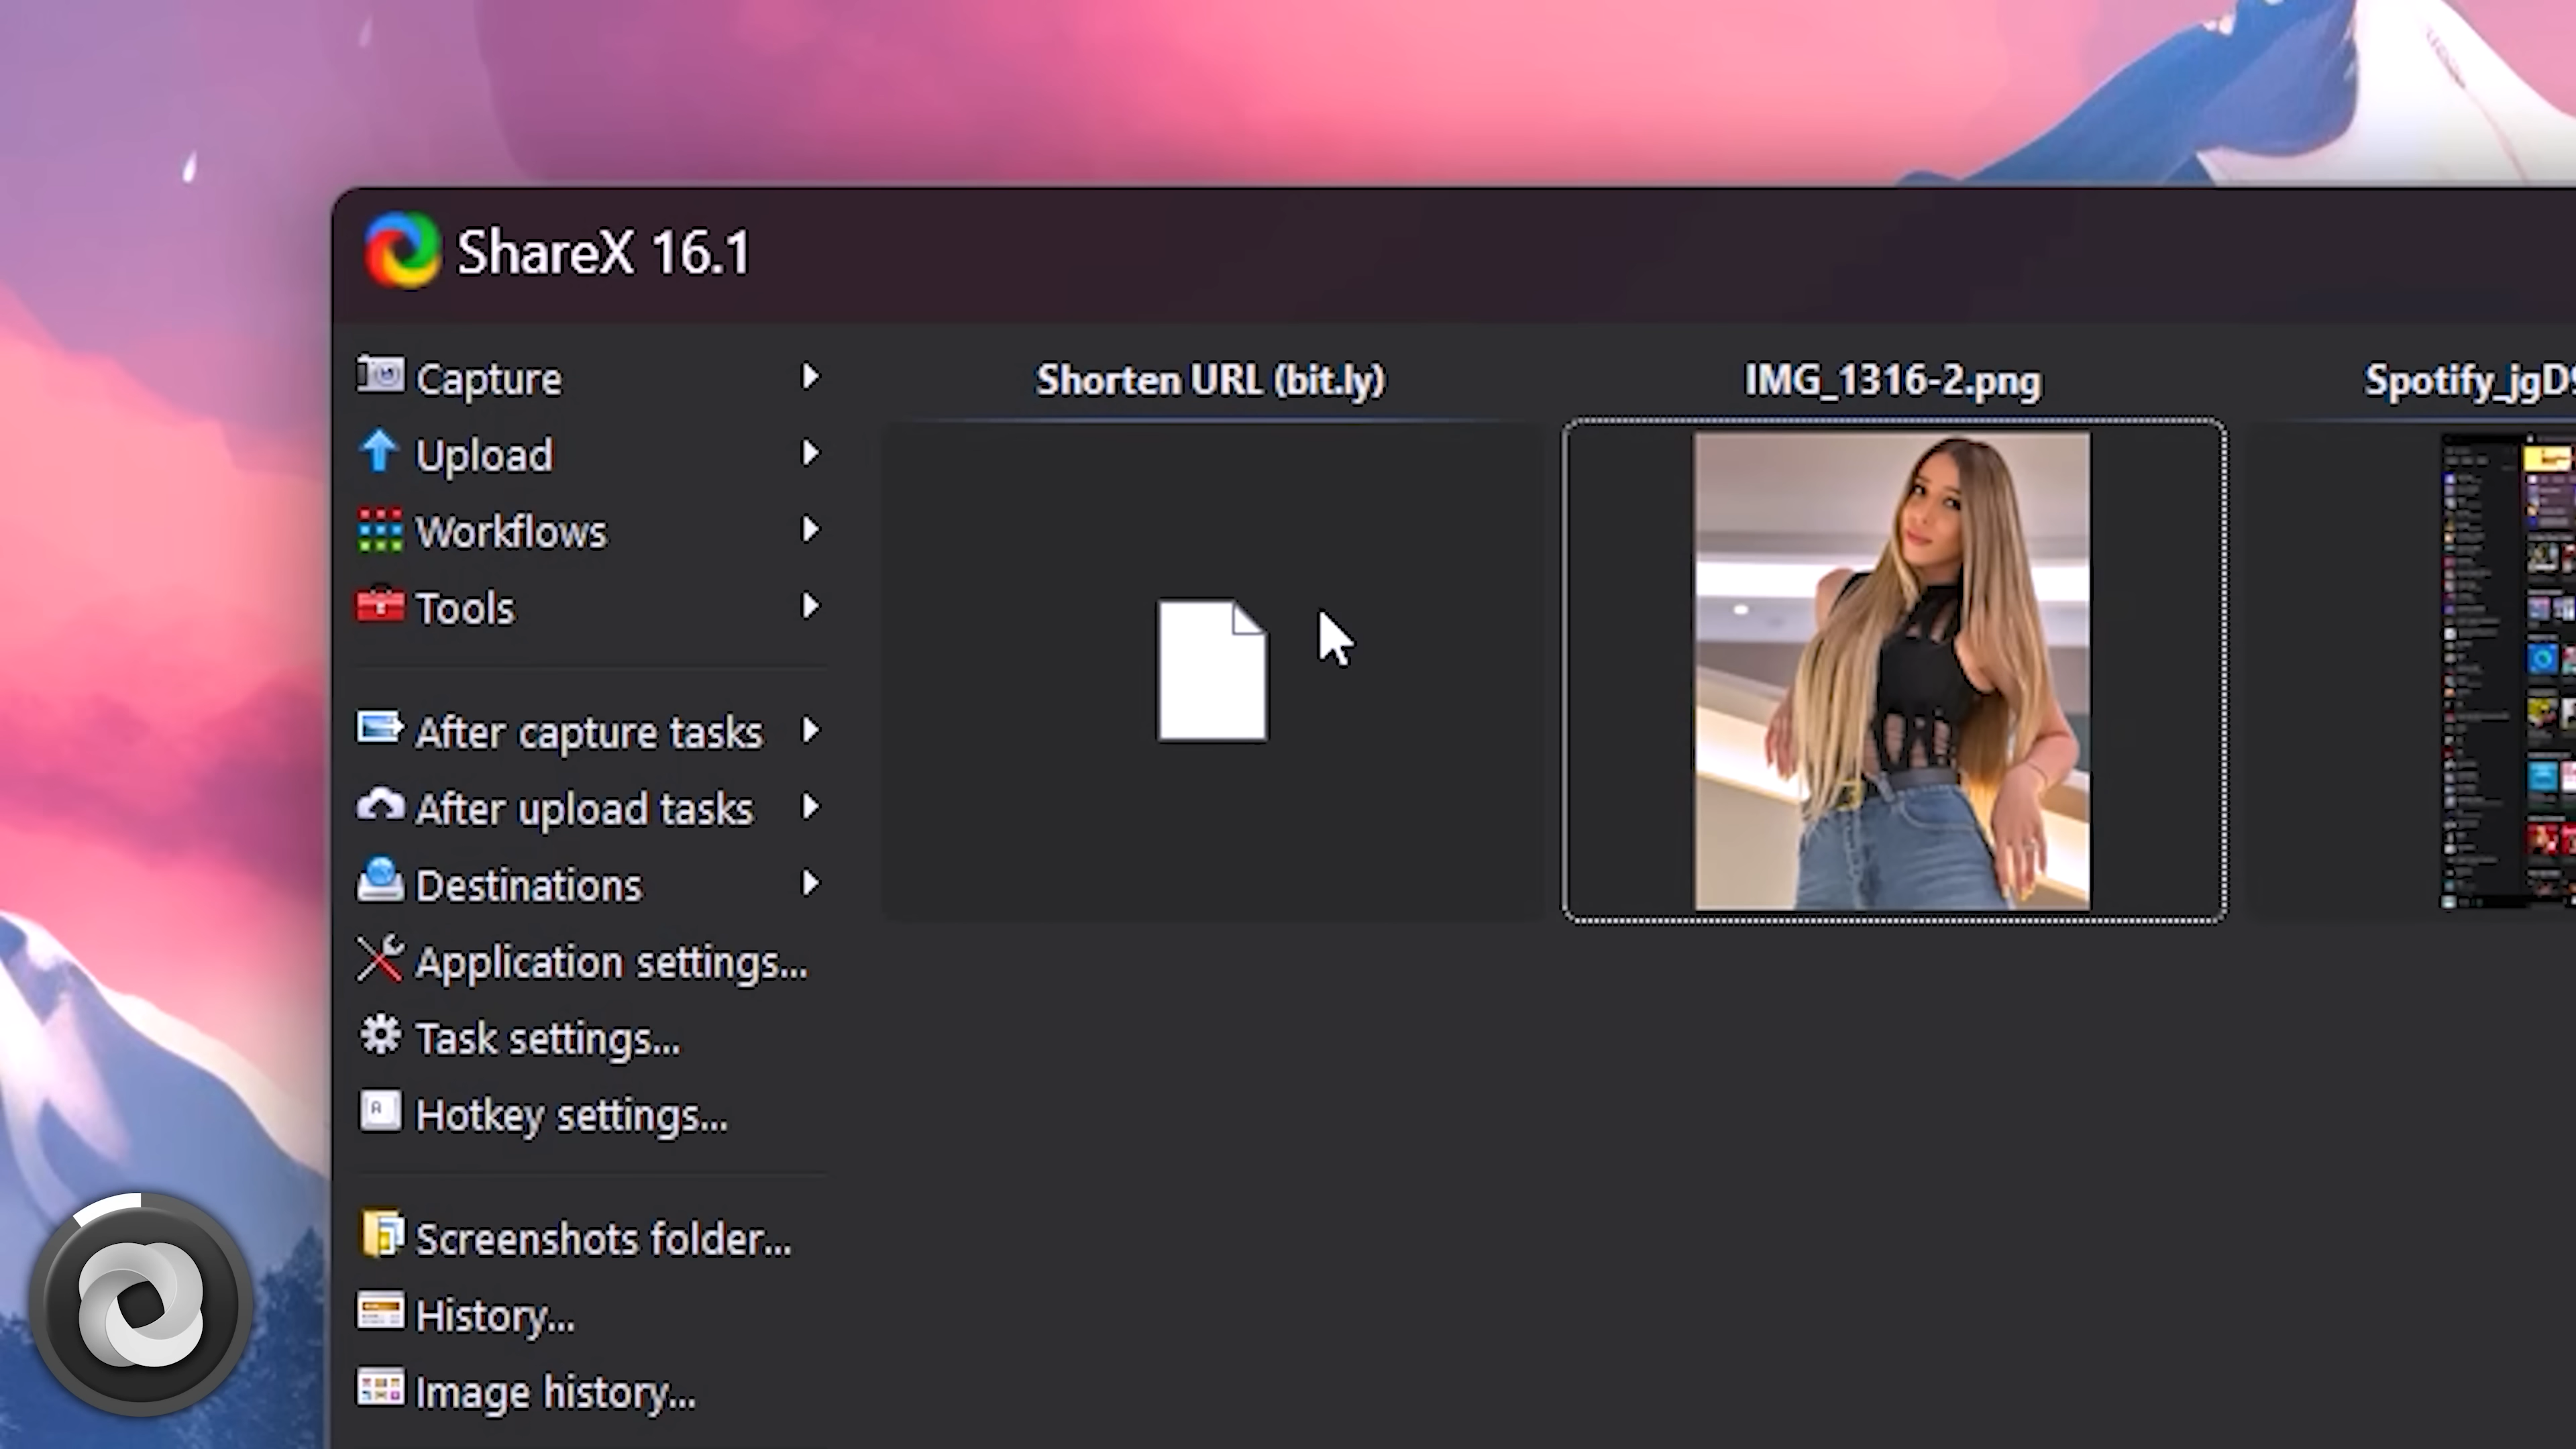 ShareX 16.1
Capture
Upload
Workflows
Tools
After capture tasks
After upload tasks
Destinations
Application settings...
Task settings...
Hotkey settings...
Screenshots folder...
History...
Image history...
Shorten URL (bit.ly)
IMG_1316-2.png